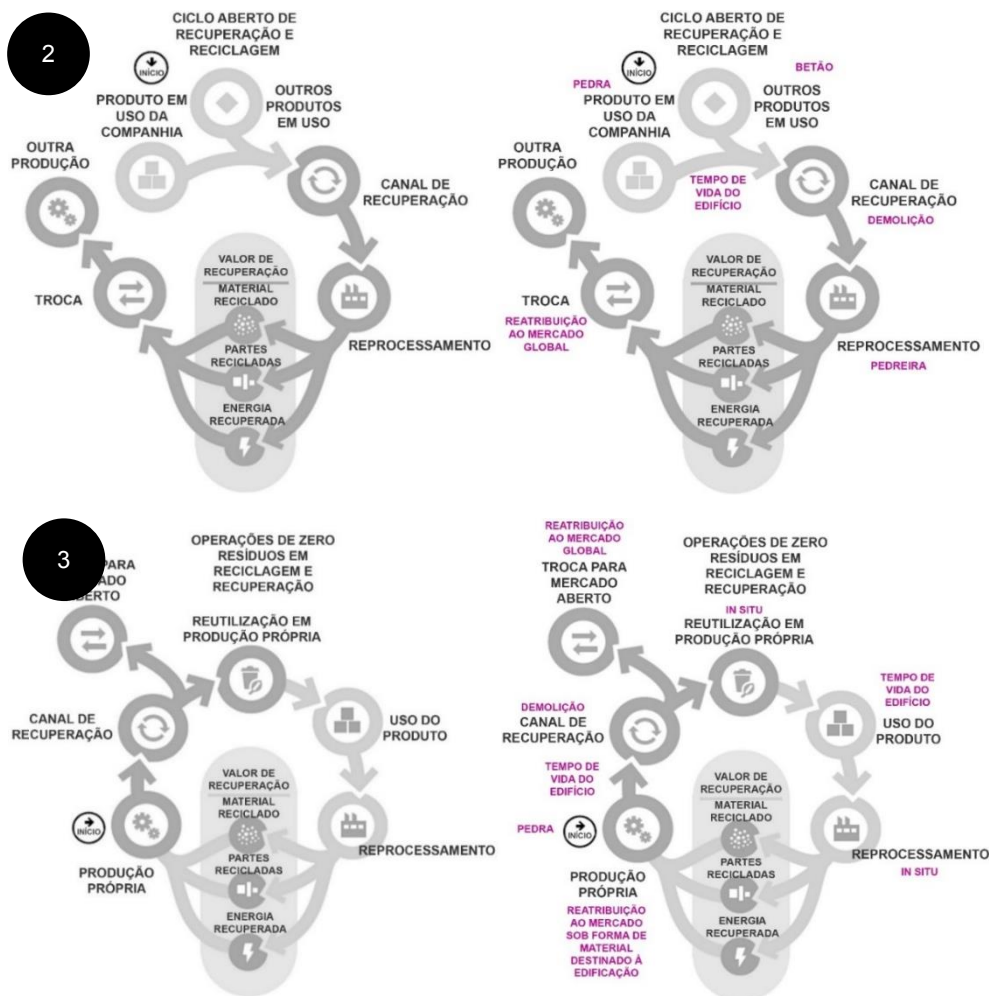 2
CICLO ABERTO DE
RECUPERAÇÃO E
RECICLAGEM
INÍCIO
PRODUTO EM
USO DA
COMPANHIA
OUTROS
PRODUTOS
EM USO
OUTRA
PRODUÇÃO
CANAL DE
RECUPERAÇÃO
VALOR DE
RECUPERAÇÃO
MATERIAL
RECICLADO
TROCA
PARTES
RECICLADAS
REPROCESSAMENTO
ENERGIA
RECUPERADA
CICLO ABERTO DE
RECUPERAÇÃO E
RECICLAGEM
INÍCIO
BETÃO
PEDRA
PRODUTO EM
USO DA
COMPANHIA
OUTROS
PRODUTOS
EM USO
OUTRA
PRODUÇÃO
TEMPO DE
VIDA DO
EDIFÍCIO
CANAL DE
RECUPERAÇÃO
DEMOLIÇÃO
VALOR DE
RECUPERAÇÃO
MATERIAL
RECICLADO
TROCA
REATRIBUIÇÃO
AO MERCADO
GLOBAL
PARTES
RECICLADAS
REPROCESSAMENTO
PEDREIRA
ENERGIA
RECUPERADA
3
PARA
ADO
ERTO
OPERAÇÕES DE ZERO
RESÍDUOS EM
RECICLAGEM E
RECUPERAÇÃO
REUTILIZAÇÃO EM
PRODUÇÃO PRÓPRIA
CANAL DE
RECUPERAÇÃO
USO DO
PRODUTO
VALOR DE
RECUPERAÇÃO
MATERIAL
RECICLADO
INÍCIO
PARTES
RECICLADAS
REPROCESSAMENTO
PRODUÇÃO
PRÓPRIA
ENERGIA
RECUPERADA
REATRIBUIÇÃO
AO MERCADO
GLOBAL
TROCA PARA
MERCADO
ABERTO
OPERAÇÕES DE ZERO
RESÍDUOS EM
RECICLAGEM E
RECUPERAÇÃO
IN SITU
REUTILIZAÇÃO EM
PRODUÇÃO PRÓPRIA
TEMPO DE
VIDA DO
EDIFÍCIO
USO DO
PRODUTO
DEMOLIÇÃO
CANAL DE
RECUPERAÇÃO
TEMPO DE
VIDA DO
EDIFÍCIO
VALOR DE
RECUPERAÇÃO
MATERIAL
RECICLADO
PEDRA
INÍCIO
PARTES
RECICLADAS
REPROCESSAMENTO
IN SITU
PRODUÇÃO
PRÓPRIA
REATRIBUIÇÃO
AO MERCADO
SOB FORMA DE
MATERIAL
DESTINADO À
EDIFICAÇÃO
ENERGIA
RECUPERADA